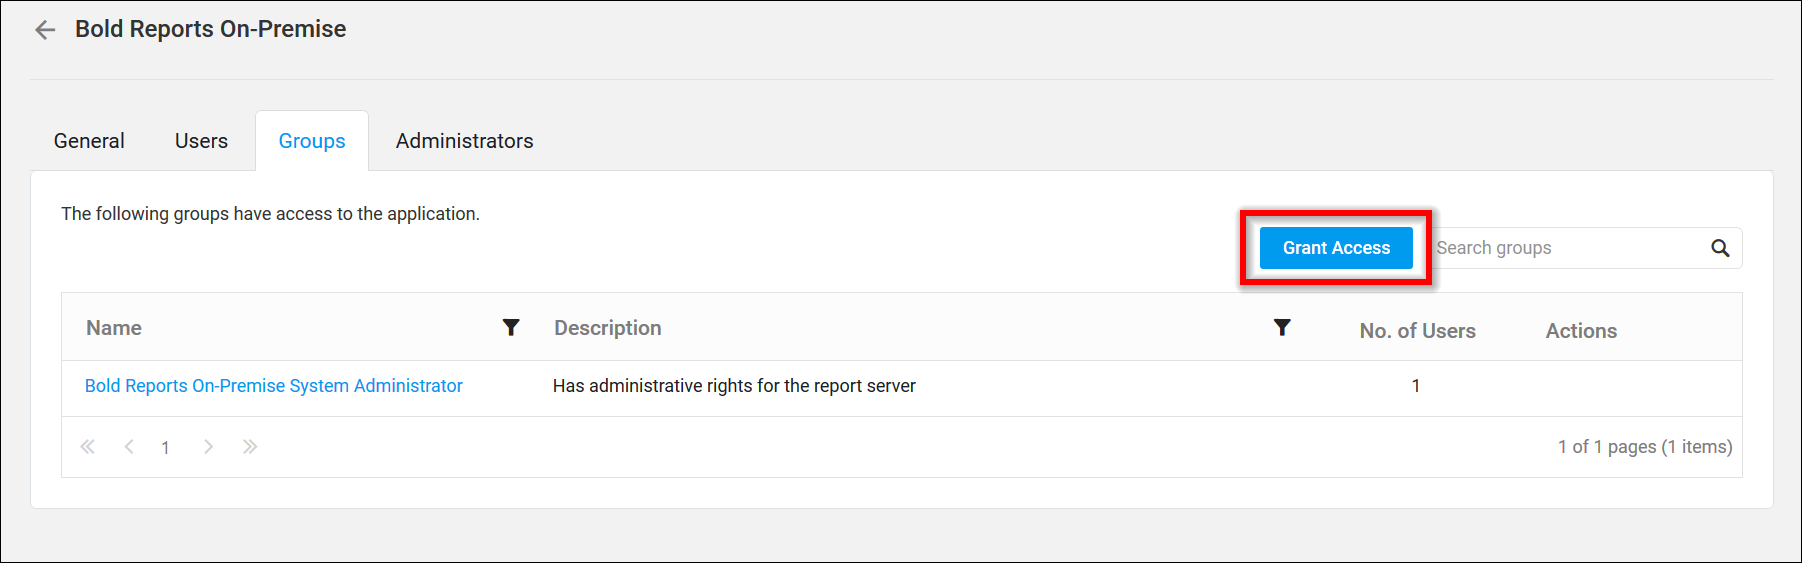 Bold Reports On-Premise
General Users Groups Administrators
The following groups have access to the application.
Grant Access Search groups
Name Description No. of Users Actions
Bold Reports On-Premise System Administrator Has administrative rights for the report server 1
1 1 of 1 pages (1 items)